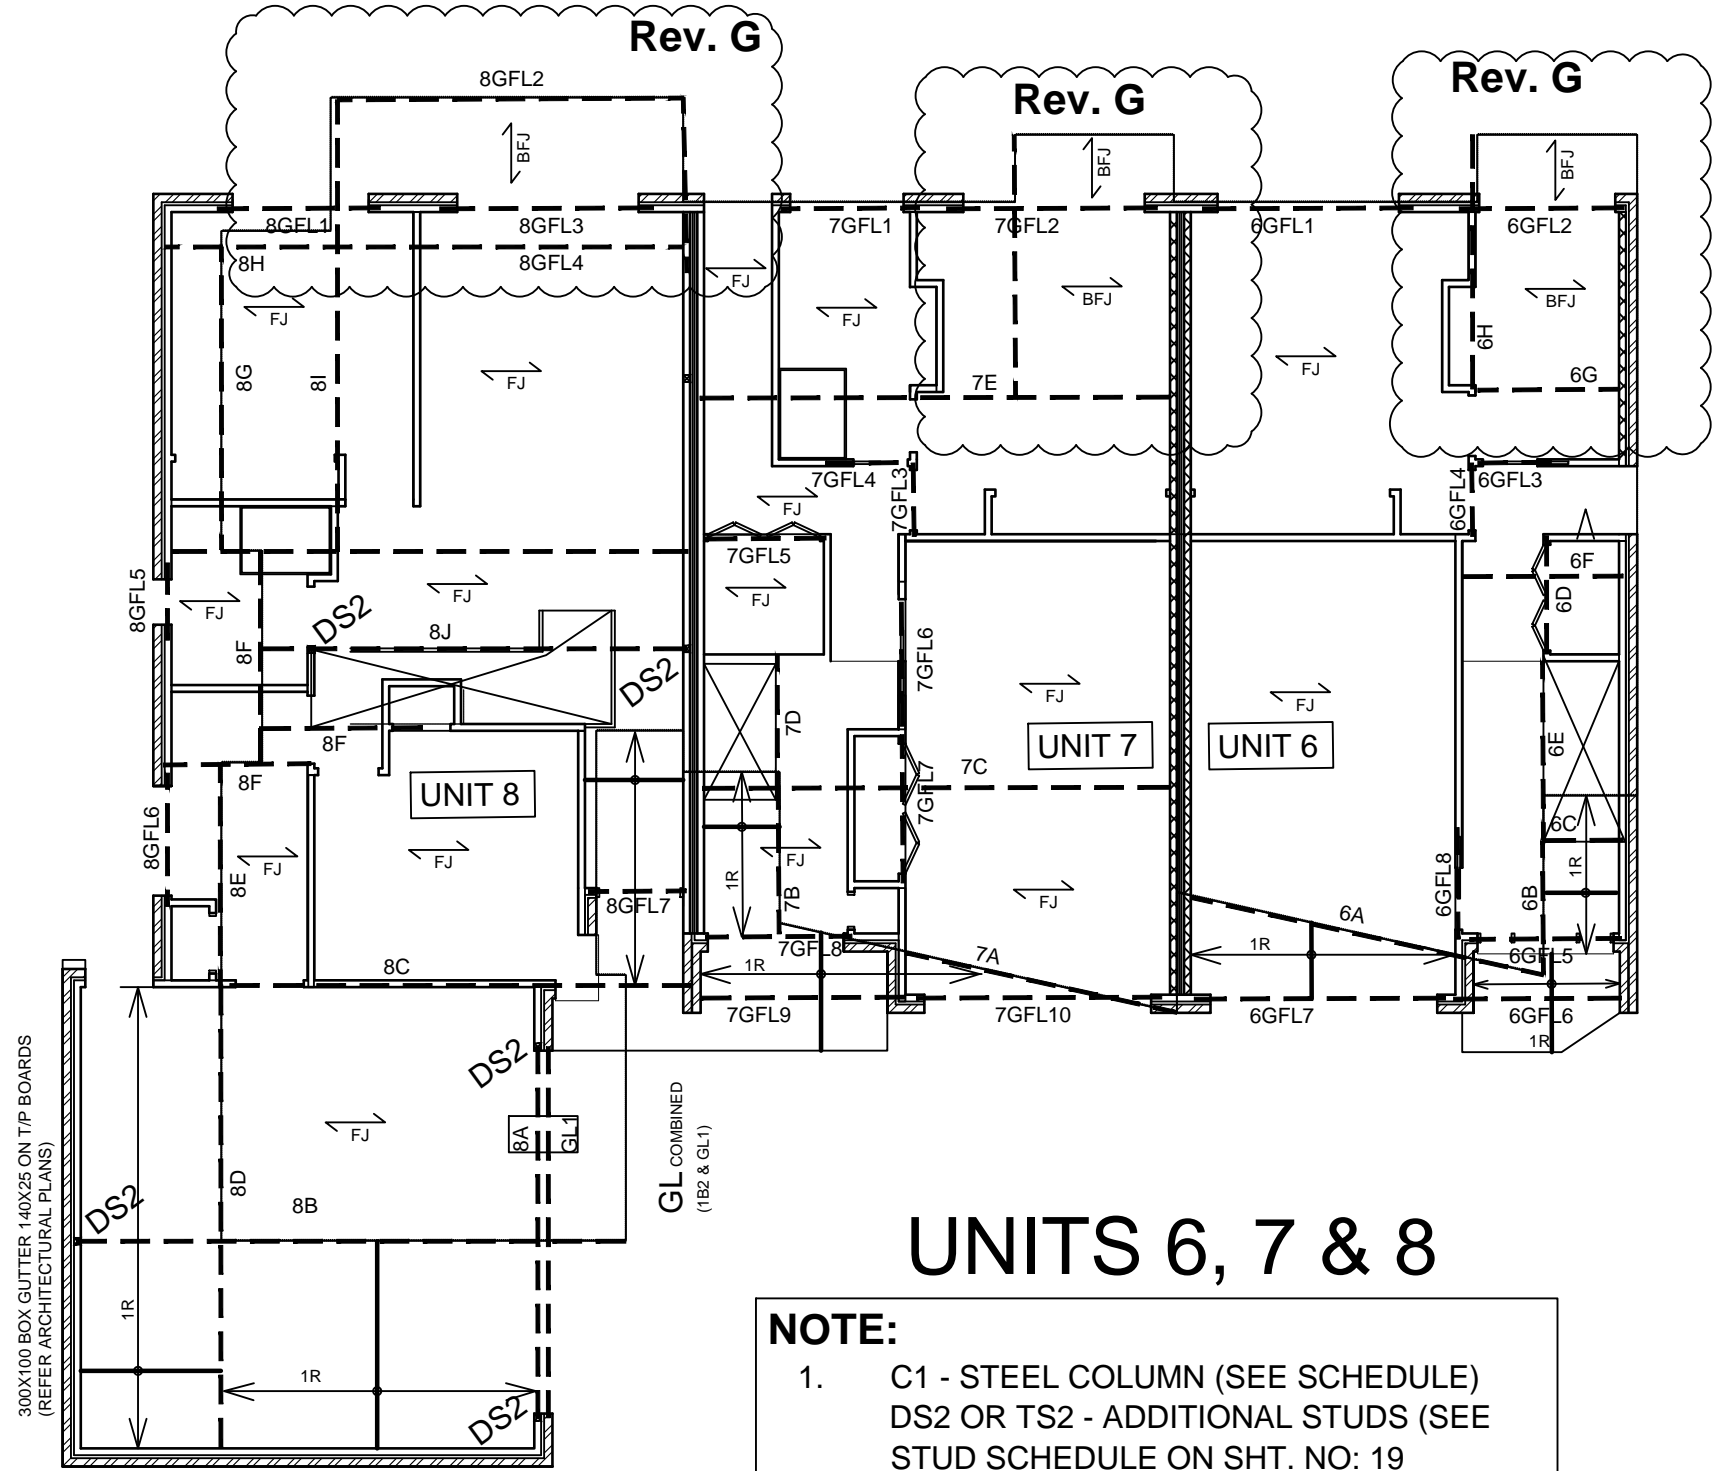 Rev. G
Rev. G
Rev. G
8GFL2
BFJ
BFJ
BFJ
8GFL1
8GFL3
7GFL1
7GFL2
6GFL1
6GFL2
8H
8GFL4
FJ
FJ
FJ
BFJ
BFJ
FJ
FJ
8G
8I
7E
6H
6G
7GFL4
7GFL3
6GFL4
6GFL3
FJ
8GFL5
FJ
FJ
7GFL5
FJ
6F
6D
DS2
8J
8F
DS2
7GFL6
FJ
FJ
7D
8F
UNIT 7
UNIT 6
6E
8F
UNIT 8
7C
7GFL7
8GFL6
FJ
FJ
8E
1R
FJ
7B
FJ
6C
1R
6GFL8
6B
8GFL7
6A
7GFL8
7A
1R
1R
6GFL5
8C
7GFL9
7GFL10
6GFL7
6GFL6
1R
DS2
FJ
8A
GL1
GL COMBINED
(1B2 & GL1)
300X100 BOX GUTTER 140X25 ON T/P BOARDS
(REFER ARCHITECTURAL PLANS)
DS2
8D
8B
1R
1R
DS2
UNITS 6, 7 & 8
NOTE:
1. C1 - STEEL COLUMN (SEE SCHEDULE)
DS2 OR TS2 - ADDITIONAL STUDS (SEE
STUD SCHEDULE ON SHT. NO: 19